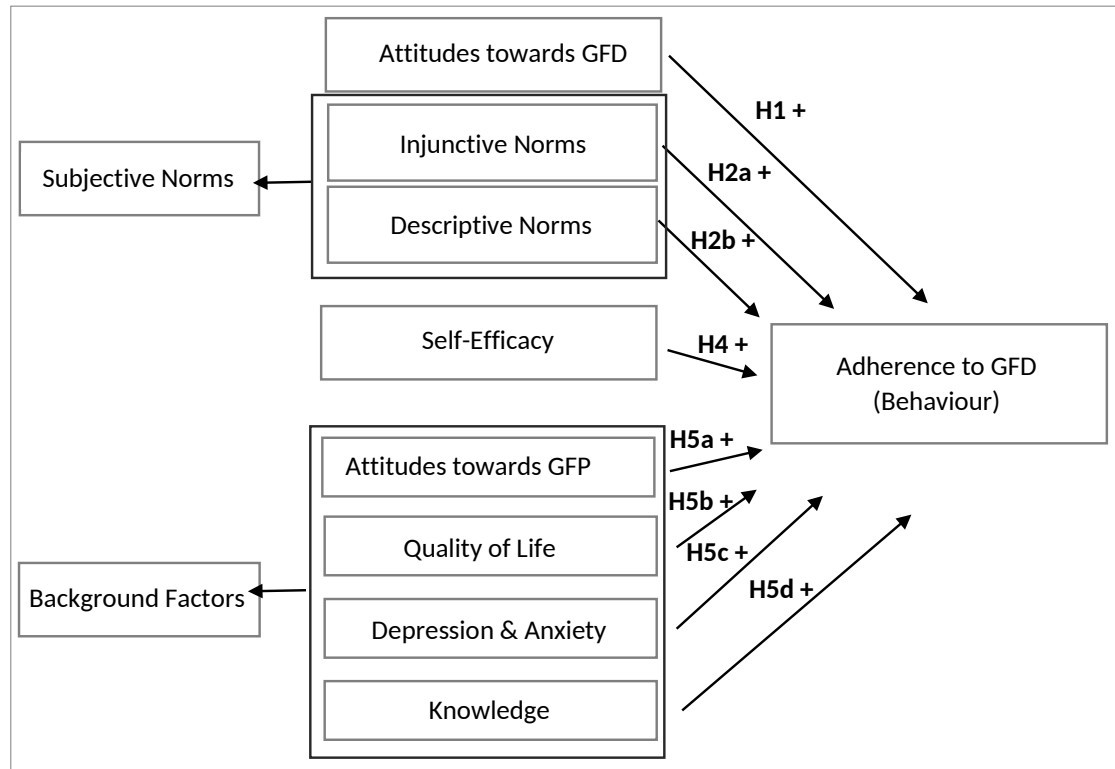 Attitudes towards GFD
H1 +
Injunctive Norms
H2a +
Subjective Norms
Descriptive Norms
H2b +
Self-Efficacy
H4 +
Adherence to GFD
(Behaviour)
H5a +
Attitudes towards GFP
H5b +
Quality of Life
H5c +
Background Factors
H5d +
Depression & Anxiety
Knowledge